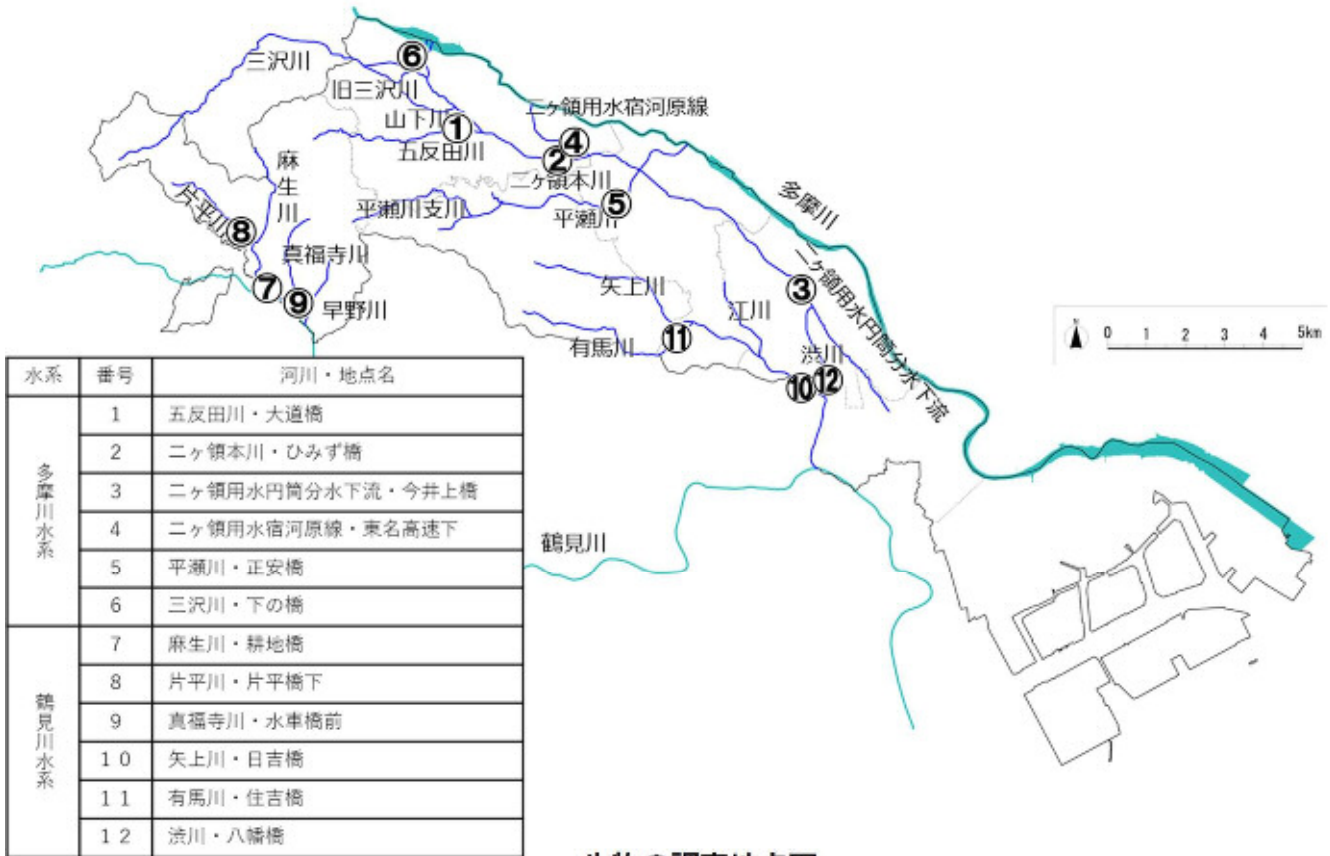 三沢川
⑥
旧三沢川
山下川
①
二ヶ領用水宿河原線
④
五反田川
②
麻生川
二ヶ領本川
片平川
⑧
平瀬川支川
平瀬川
⑤
多摩川
真福寺川
⑦
⑨
早野川
矢上川
江川
③
二ヶ領用水円筒分水下流
有馬川
⑪
渋川
⑩
⑫
鶴見川
N
0 1 2 3 4 5km
水系 番号 河川・地点名
多摩川水系
1 五反田川・大道橋
2 二ヶ領本川・ひみず橋
3 二ヶ領用水円筒分水下流・今井上橋
4 二ヶ領用水宿河原線・東名高速下
5 平瀬川・正安橋
6 三沢川・下の橋
鶴見川水系
7 麻生川・耕地橋
8 片平川・片平橋下
9 真福寺川・水車橋前
10 矢上川・日吉橋
11 有馬川・住吉橋
12 渋川・八幡橋